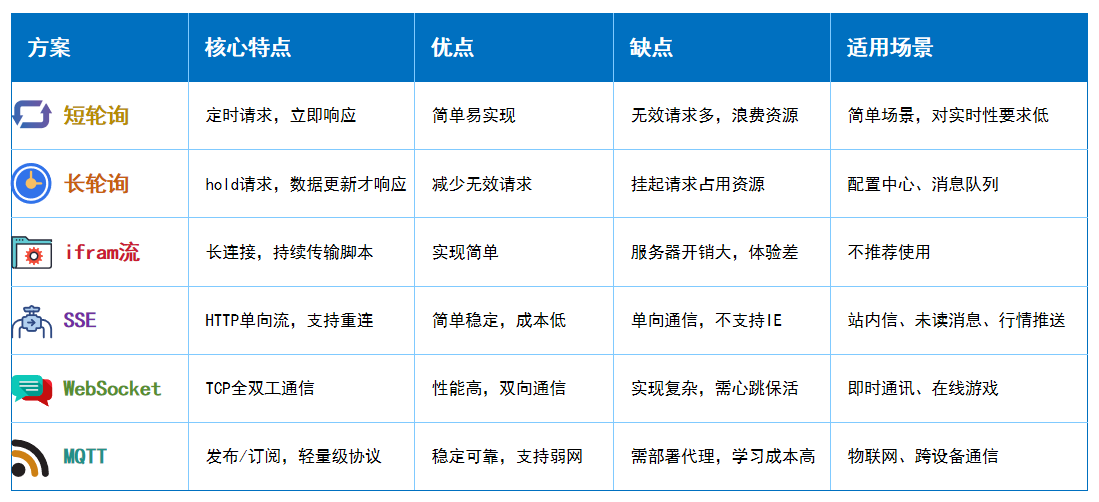 方案 核心特点 优点 缺点 适用场景
短轮询 定时请求，立即响应 简单易实现 无效请求多，浪费资源 简单场景，对实时性要求低
长轮询 hold请求，数据更新才响应 减少无效请求 挂起请求占用资源 配置中心、消息队列
ifram流 长连接，持续传输脚本 实现简单 服务器开销大，体验差 不推荐使用
SSE HTTP单向流，支持重连 简单稳定，成本低 单向通信，不支持IE 站内信、未读消息、行情推送
WebSocket TCP全双工通信 性能高，双向通信 实现复杂，需心跳保活 即时通讯、在线游戏
MQTT 发布/订阅，轻量级协议 稳定可靠，支持弱网 需部署代理，学习成本高 物联网、跨设备通信